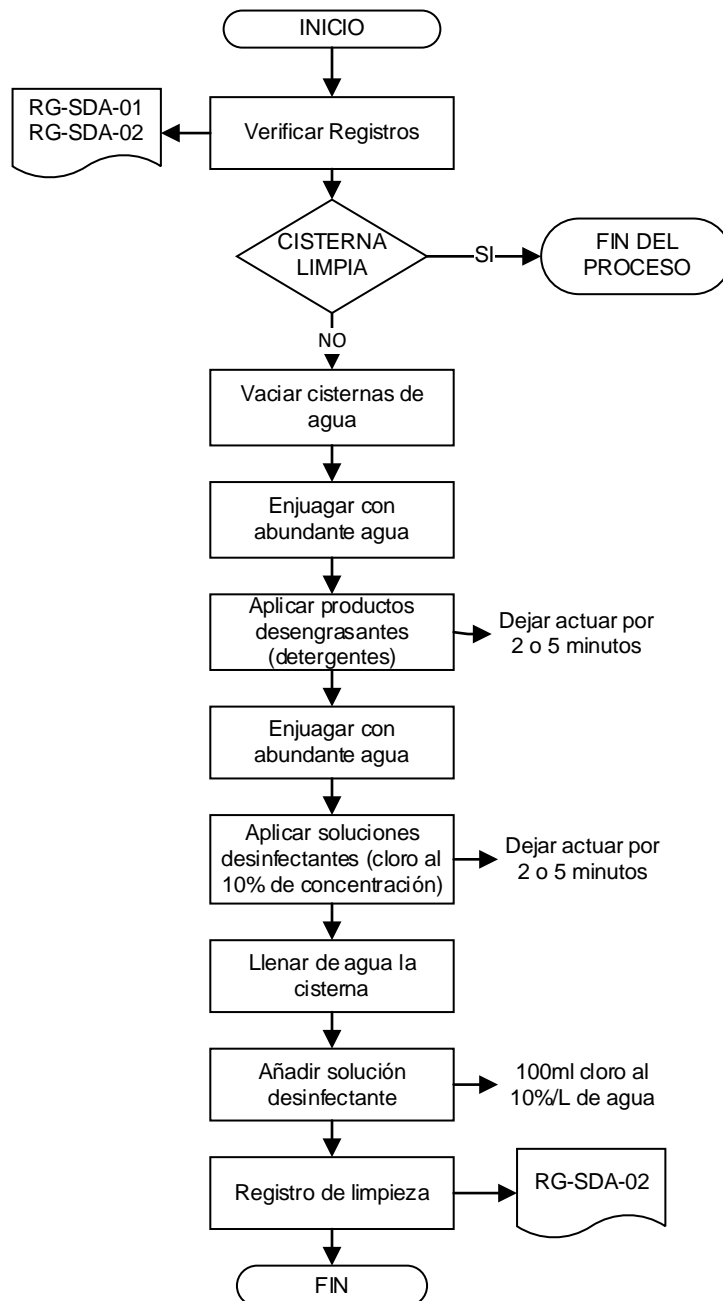 INICIO
RG-SDA-01
RG-SDA-02
Verificar Registros
CISTERNA
LIMPIA
SI
FIN DEL
PROCESO
NO
Vaciar cisternas de
agua
Enjuagar con
abundante agua
Aplicar productos
desengrasantes
(detergentes)
Dejar actuar por
2 o 5 minutos
Enjuagar con
abundante agua
Aplicar soluciones
desinfectantes (cloro al
10% de concentración)
Dejar actuar por
2 o 5 minutos
Llenar de agua la
cisterna
Añadir solución
desinfectante
100ml cloro al
10%/L de agua
Registro de limpieza
RG-SDA-02
FIN